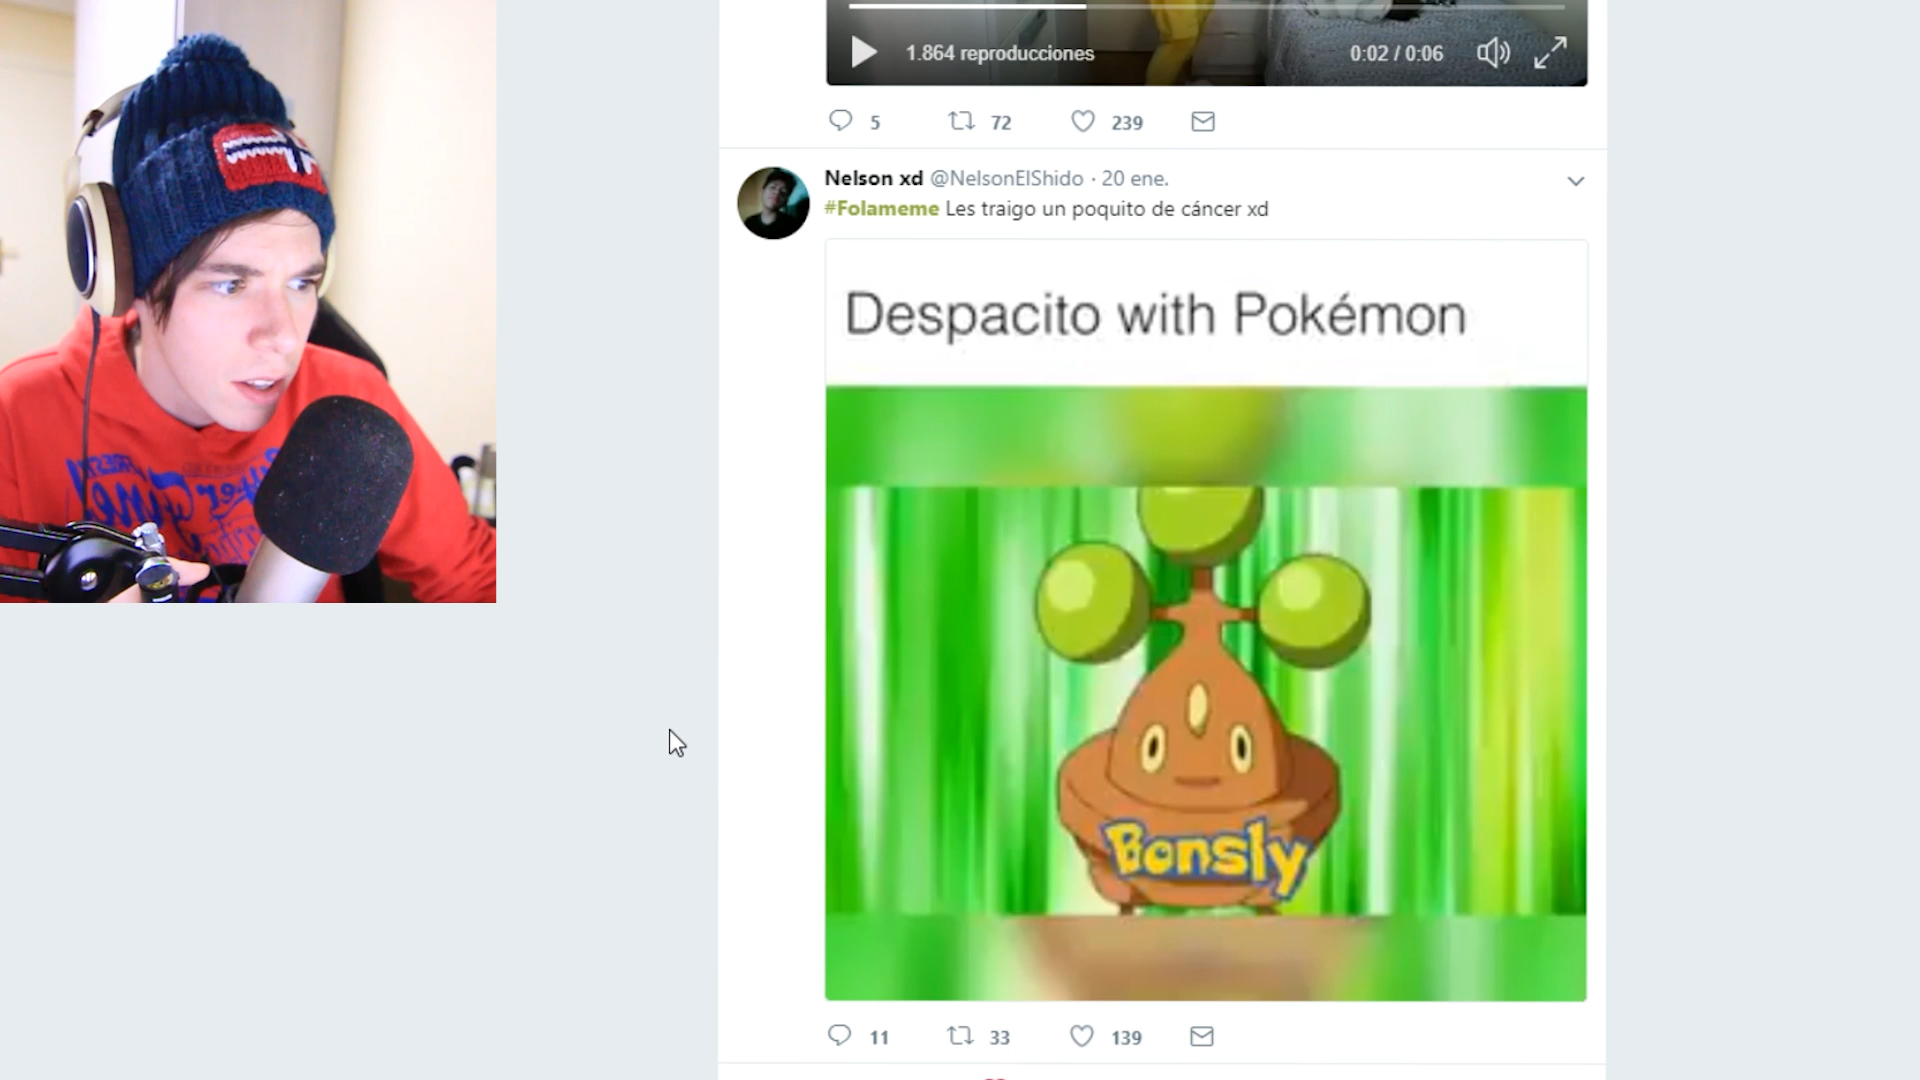 1.864 reproducciones
0:02 / 0:06
5
72
239
Nelson xd @NelsonElShido · 20 ene.
#Folameme Les traigo un poquito de cáncer xd
Despacito with Pokémon
Bonsly
11
33
139